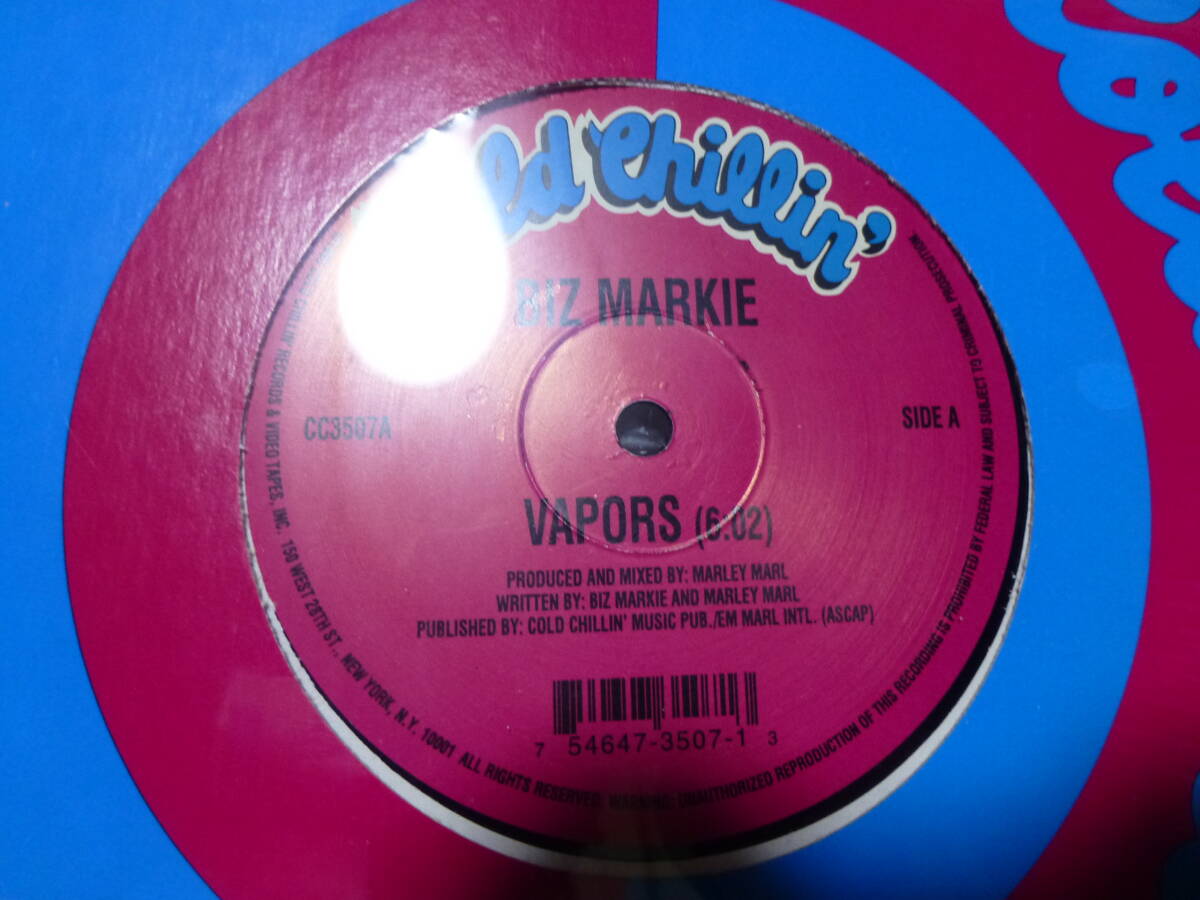 Chillin'
BIZ MARKIE
CC3507A
SIDE A
VAPORS (6:02)
PRODUCED AND MIXED BY: MARLEY MARL
WRITTEN BY: BIZ MARKIE AND MARLEY MARL
PUBLISHED BY: COLD CHILLIN' MUSIC PUB./EM MARL INTL. (ASCAP)
7 54647-3507-1 3
CHILLIN' RECORDS & VIDEO TAPES, INC. 150 WEST 28TH ST., NEW YORK, N.Y. 10001 ALL RIGHTS RESERVED. WARNING: UNAUTHORIZED REPRODUCTION OF THIS RECORDING IS PROHIBITED BY FEDERAL LAW AND SUBJECT TO CRIMINAL PROSECUTION.